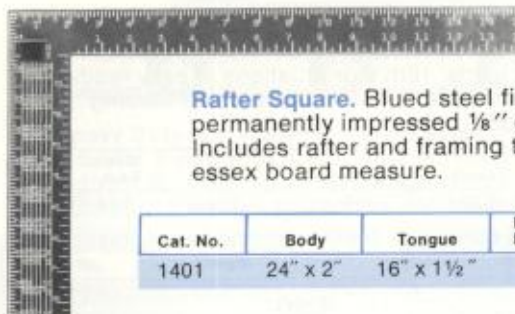 Rafter Square. Blued steel fi
permanently impressed ⅛″
Includes rafter and framing t
essex board measure.
Cat. No. Body Tongue
1401 24″ x 2″ 16″ x 1½″